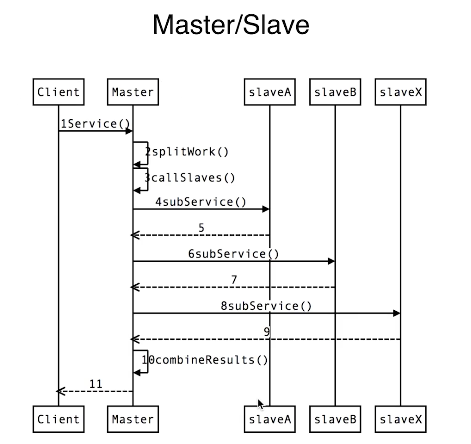 Master/Slave
Client Master slaveA slaveB slaveX
1Service()
2splitWork()
3callSlaves()
4subService()
5
6subService()
7
8subService()
9
10combineResults()
11
Client Master slaveA slaveB slaveX